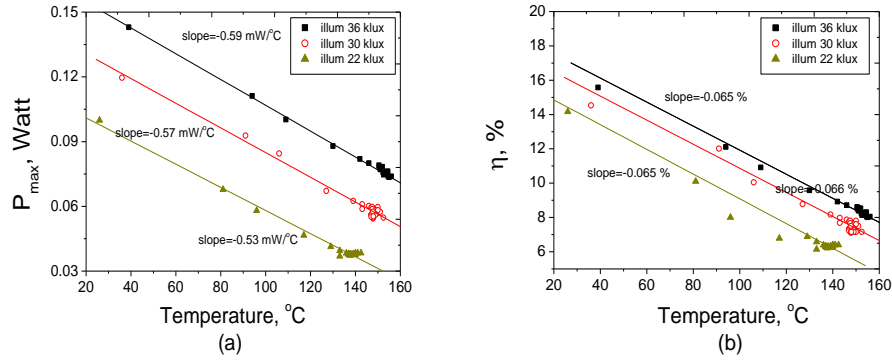 0.15
0.12
0.09
0.06
0.03
P_max, Watt
slope=-0.59 mW/°C
slope=-0.57 mW/°C
slope=-0.53 mW/°C
illum 36 klux
illum 30 klux
illum 22 klux
20 40 60 80 100 120 140 160
Temperature, °C
(a)
20
18
16
14
12
10
8
6
η, %
illum 36 klux
illum 30 klux
illum 22 klux
slope=-0.065 %
slope=-0.065 %
slope=-0.066 %
20 40 60 80 100 120 140 160
Temperature, °C
(b)